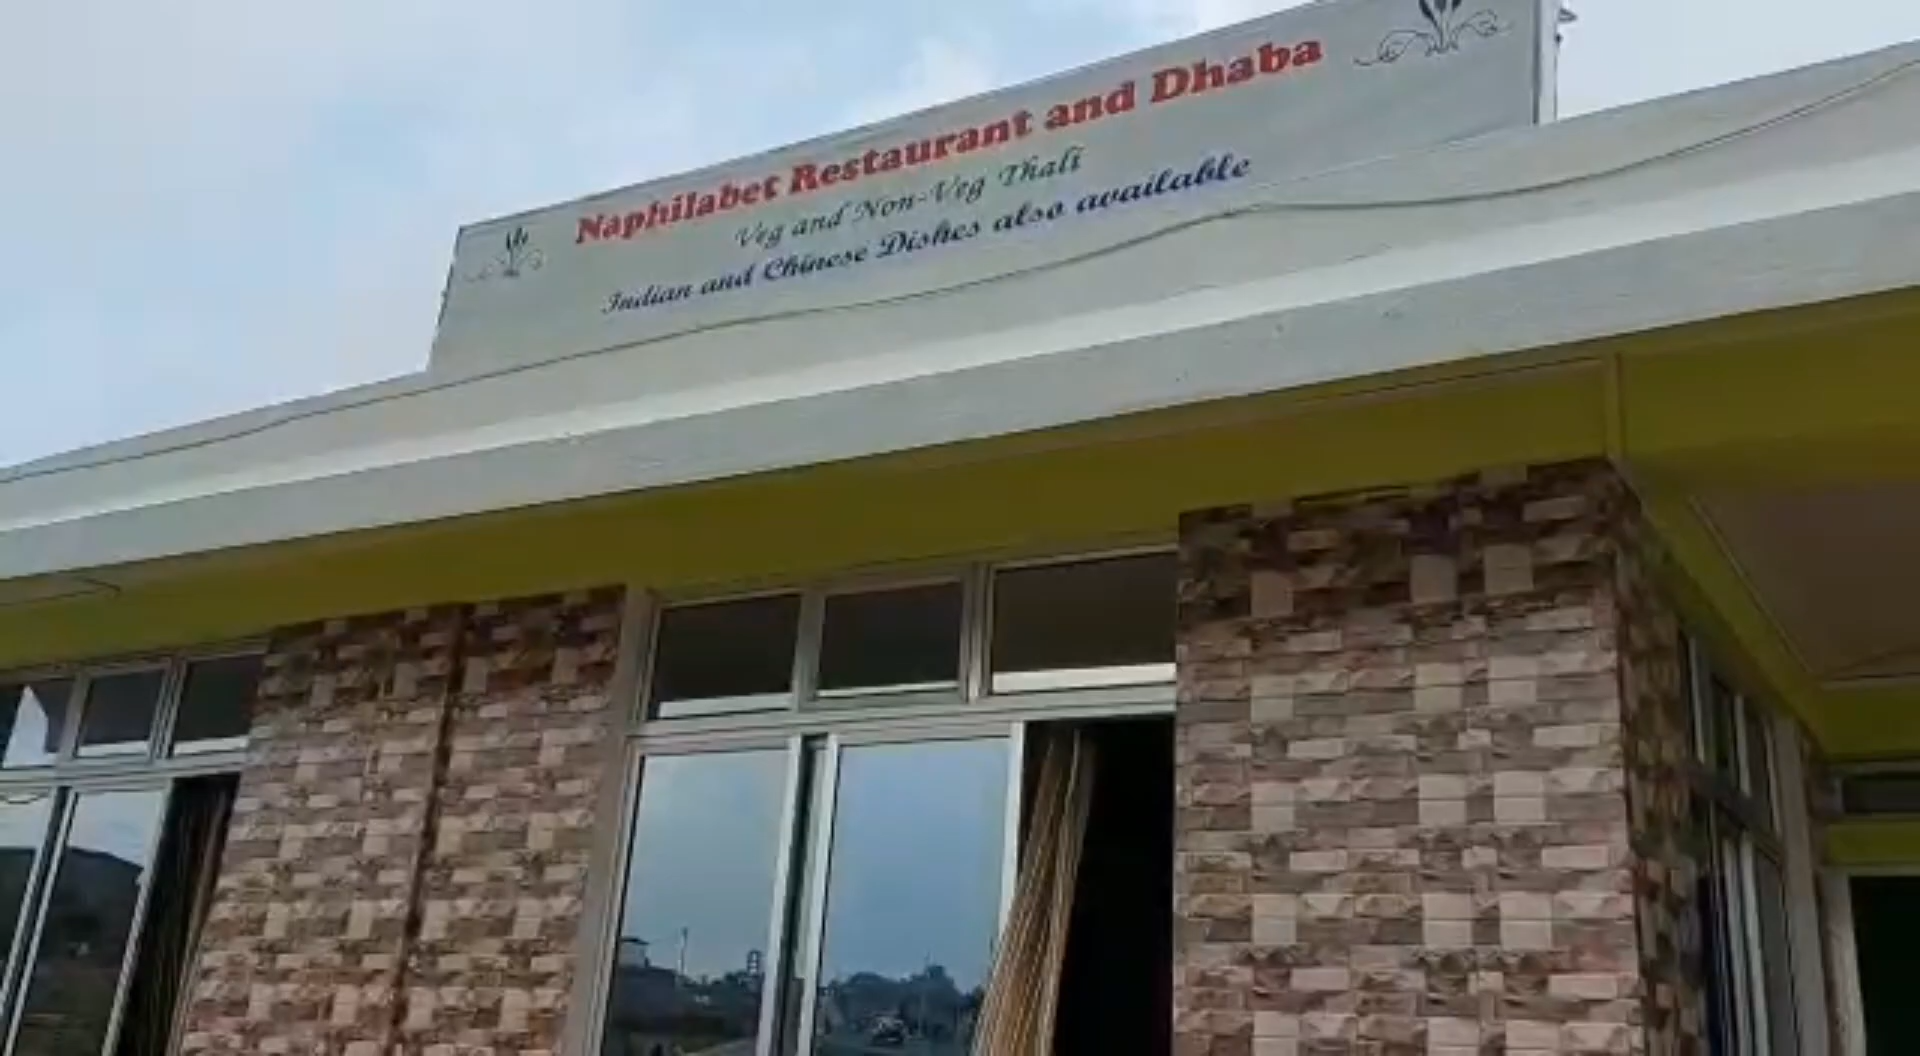 Naphilabet Restaurant and Dhaba
Veg and Non-Veg Thali
Indian and Chinese Dishes also available